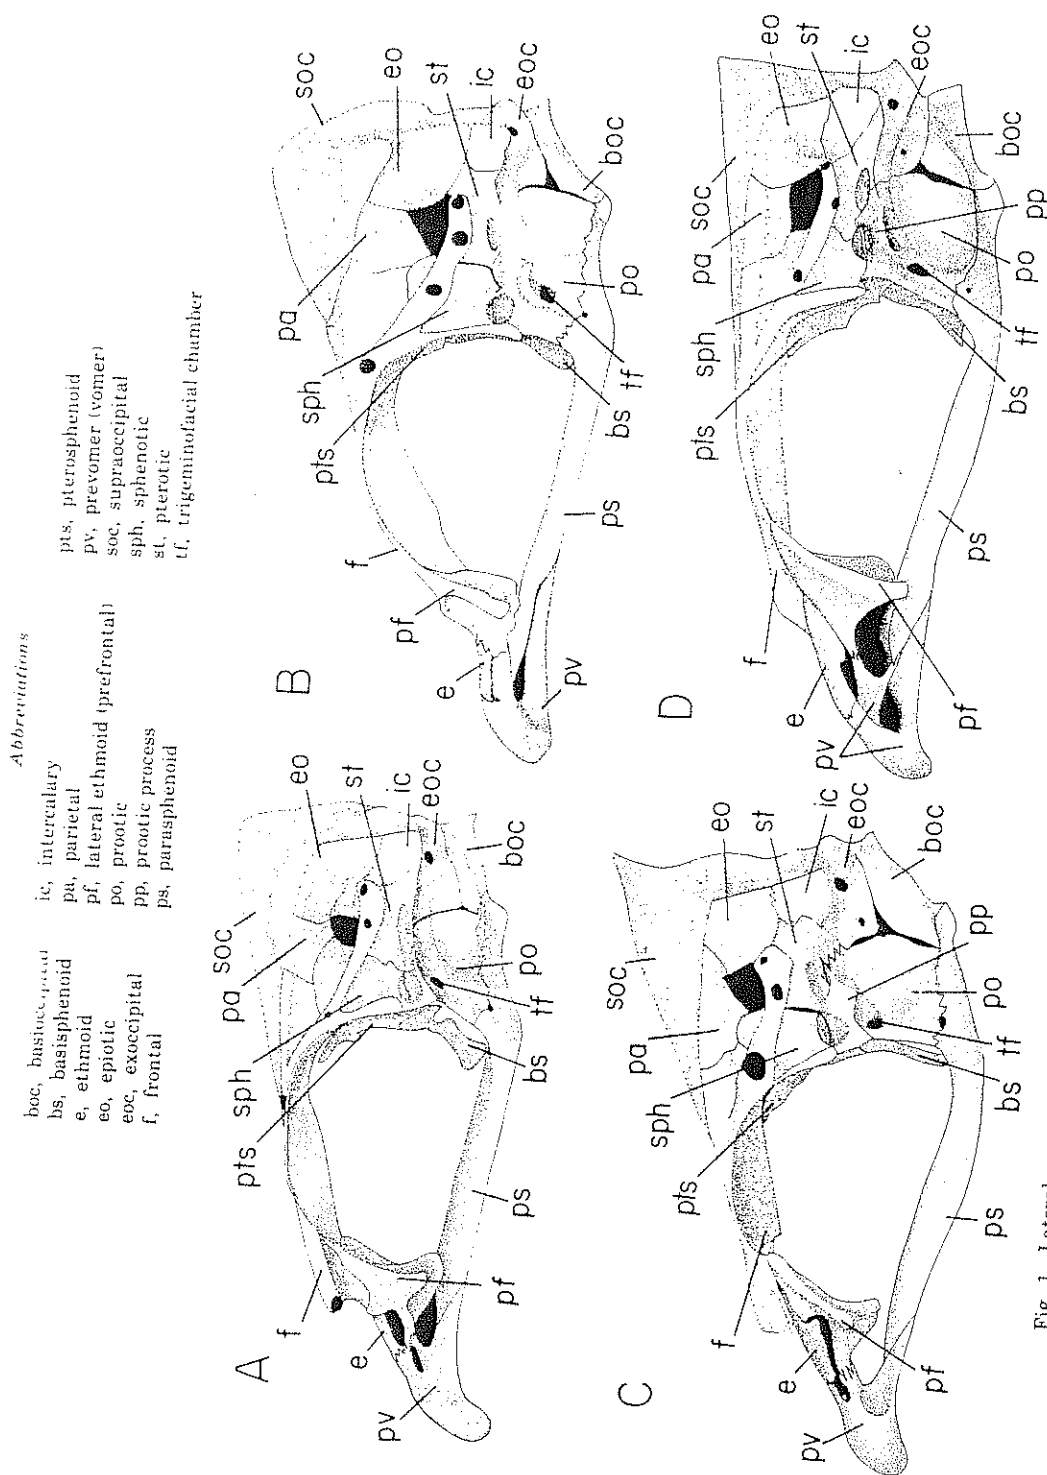 Abbreviations
boc, basioccipital
bs, basisphenoid
e, ethmoid
eo, epiotic
eoc, exoccipital
f, frontal
ic, intercalary
pa, parietal
pf, lateral ethmoid (prefrontal)
po, prootic
pp, prootic process
ps, parasphenoid
pts, pterosphenoid
pv, prevomer (vomer)
soc, supraoccipital
sph, sphenotic
st, pterotic
tf, trigeminofacial chamber
A
f
e
pv
pf
ps
pts
sph
pa
soc
eo
st
ic
eoc
boc
po
tf
bs
B
f
pf
e
pv
ps
pts
sph
pa
soc
eo
st
ic
eoc
boc
po
tf
bs
C
f
e
pv
pf
ps
pts
sph
pa
soc
eo
st
ic
eoc
boc
pp
po
tf
bs
D
f
e
pv
pf
ps
pts
sph
pa
soc
eo
st
ic
eoc
boc
pp
po
tf
bs
Fig. 1. Lateral